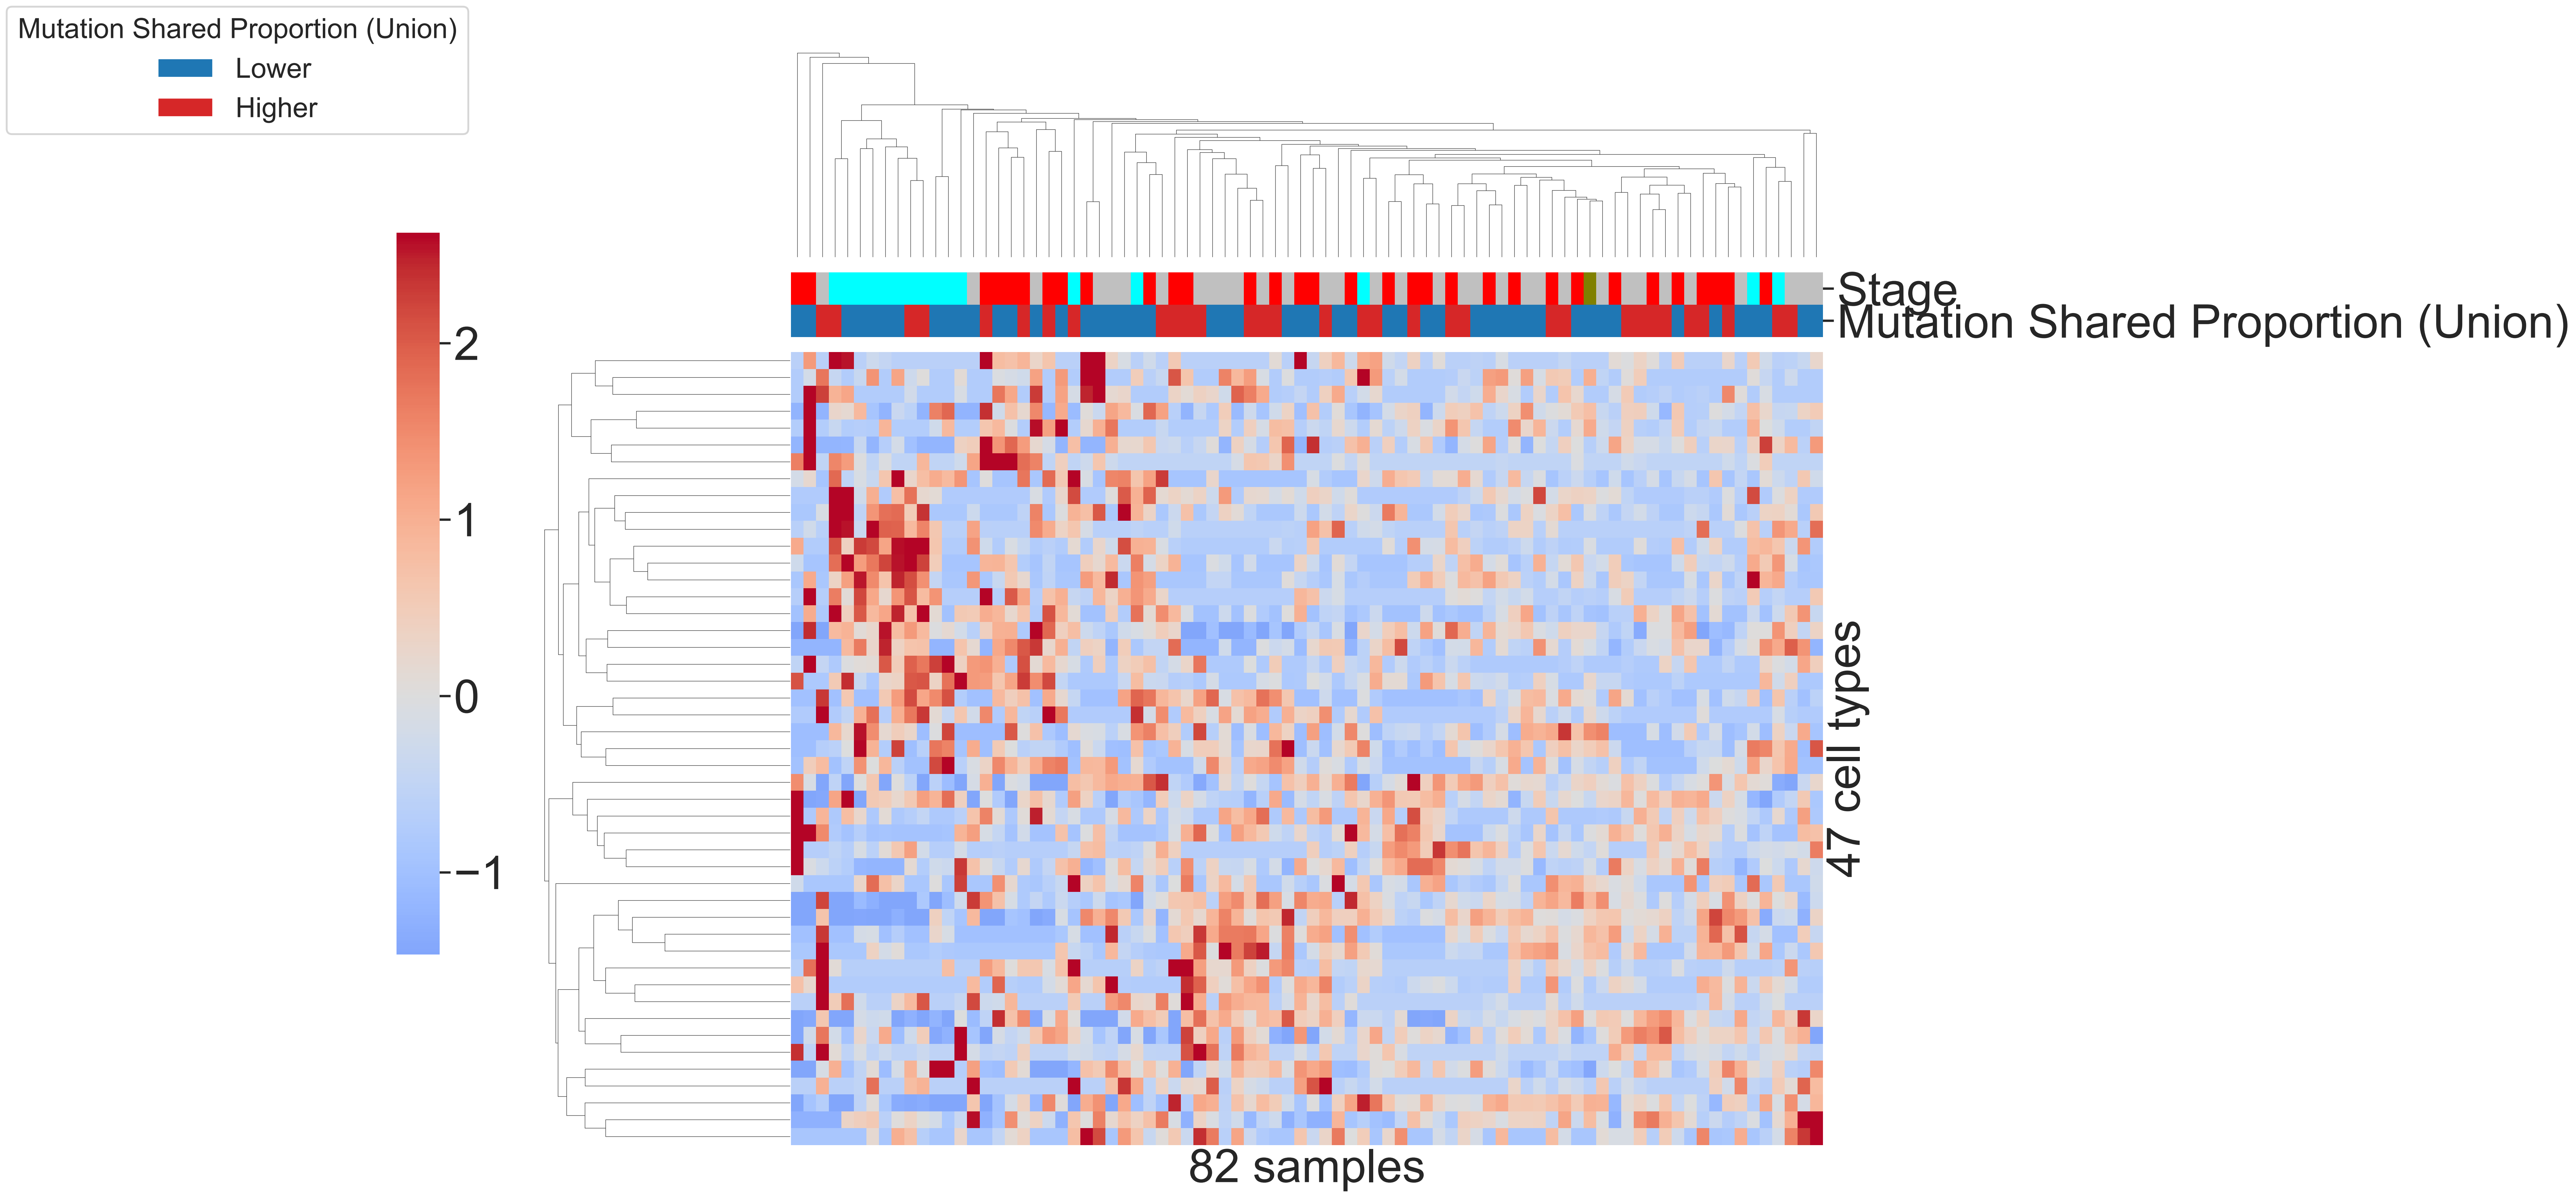 Mutation Shared Proportion (Union)
Lower
Higher
Stage
Mutation Shared Proportion (Union)
2
1
0
−1
47 cell types
82 samples